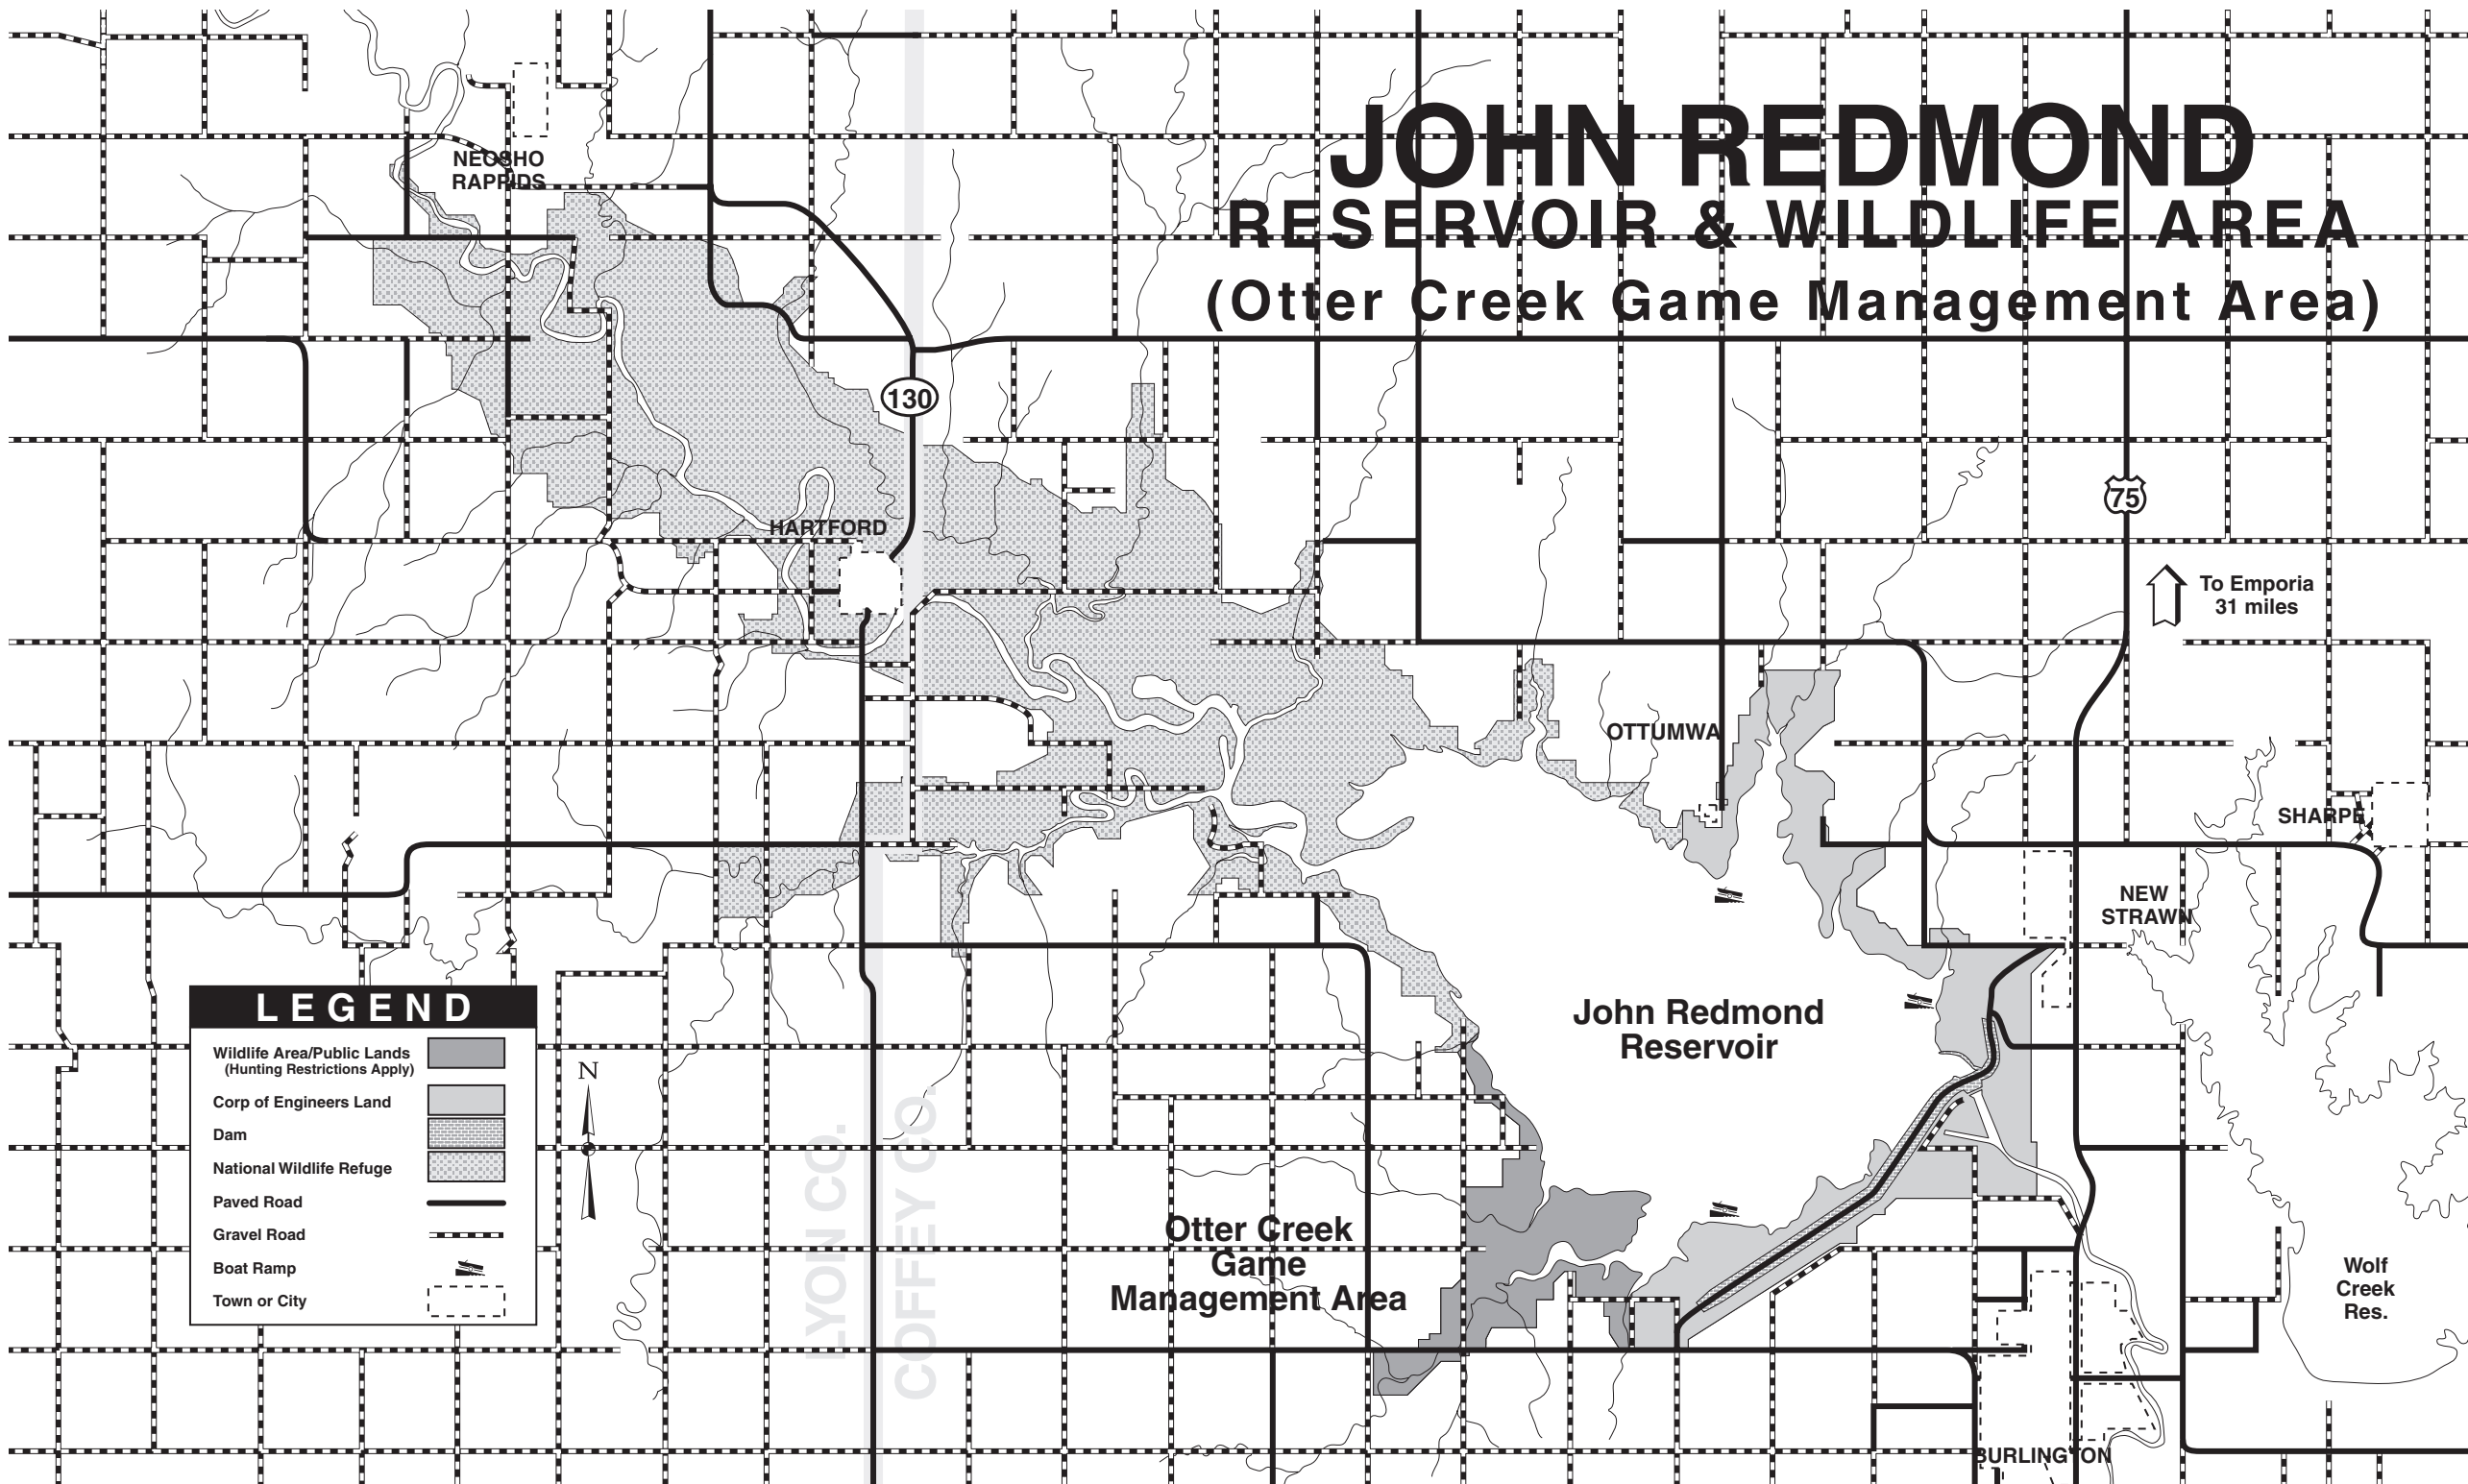 JOHN REDMOND
RESERVOIR & WILDLIFE AREA
(Otter Creek Game Management Area)
NEOSHO
RAPPIDS
130
HARTFORD
75
To Emporia
31 miles
OTTUMWA
SHARPE
NEW
STRAWN
John Redmond
Reservoir
LEGEND
Wildlife Area/Public Lands
(Hunting Restrictions Apply)
Corp of Engineers Land
Dam
National Wildlife Refuge
Paved Road
Gravel Road
Boat Ramp
Town or City
N
LYON CO.
COFFEY CO.
Otter Creek
Game
Management Area
Wolf
Creek
Res.
BURLINGTON